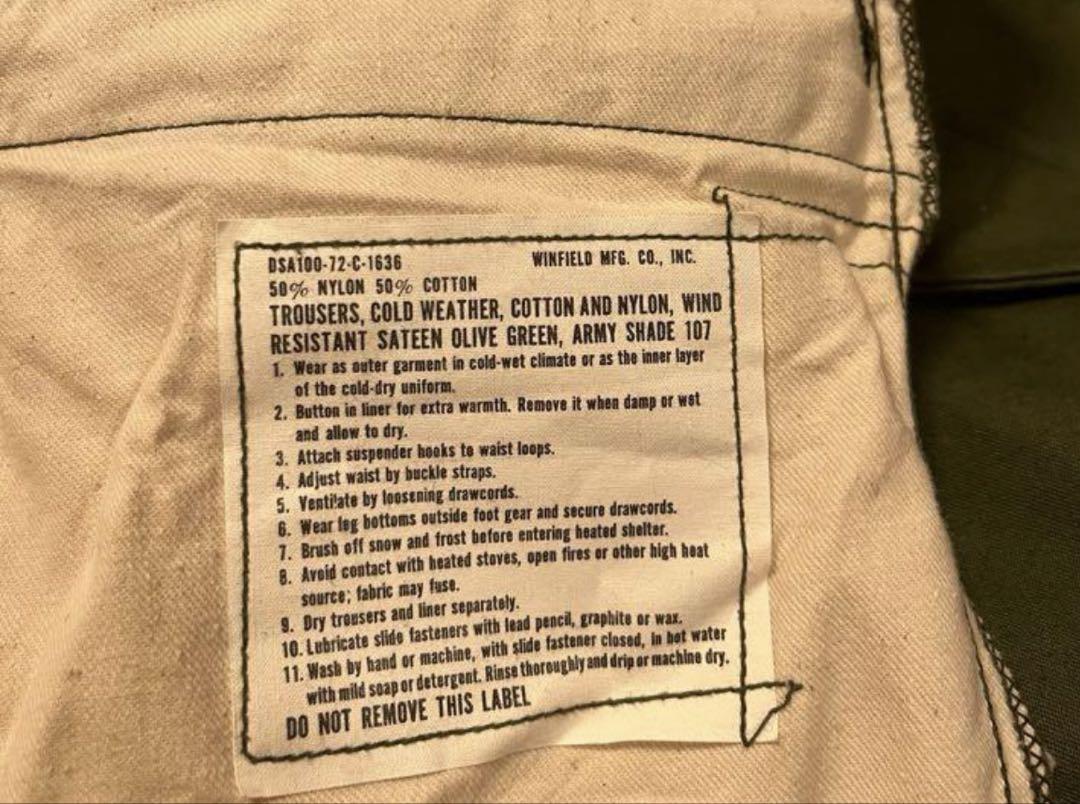 DSA100-72-C-1636 WINFIELD MFG. CO., INC.
50% NYLON 50% COTTON
TROUSERS, COLD WEATHER, COTTON AND NYLON, WIND
RESISTANT SATEEN OLIVE GREEN, ARMY SHADE 107
1. Wear as outer garment in cold-wet climate or as the inner layer
of the cold-dry uniform.
2. Button in liner for extra warmth. Remove it when damp or wet
and allow to dry.
3. Attach suspender hooks to waist loops.
4. Adjust waist by buckle straps.
5. Ventilate by loosening drawcords.
6. Wear leg bottoms outside foot gear and secure drawcords.
7. Brush off snow and frost before entering heated shelter.
8. Avoid contact with heated stoves, open fires or other high heat
source; fabric may fuse.
9. Dry trousers and liner separately.
10. Lubricate slide fasteners with lead pencil, graphite or wax.
11. Wash by hand or machine, with slide fastener closed, in hot water
with mild soap or detergent. Rinse thoroughly and drip or machine dry.
DO NOT REMOVE THIS LABEL